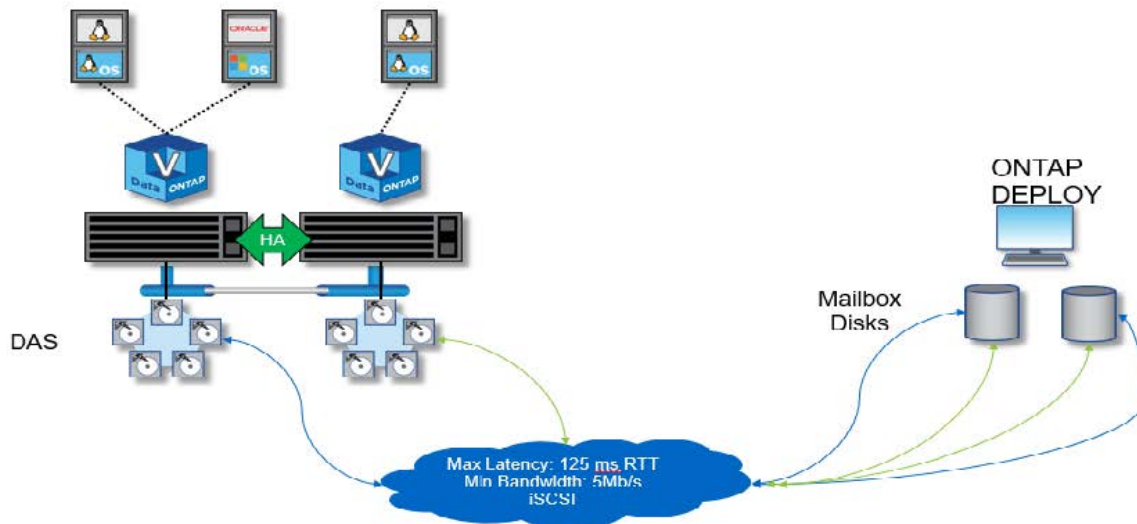 ORACLE
OS
OS
OS
V
Data ONTAP
V
Data ONTAP
HA
DAS
ONTAP
DEPLOY
Mailbox
Disks
Max Latency: 125 ms RTT
Min Bandwidth: 5Mb/s
iSCSI